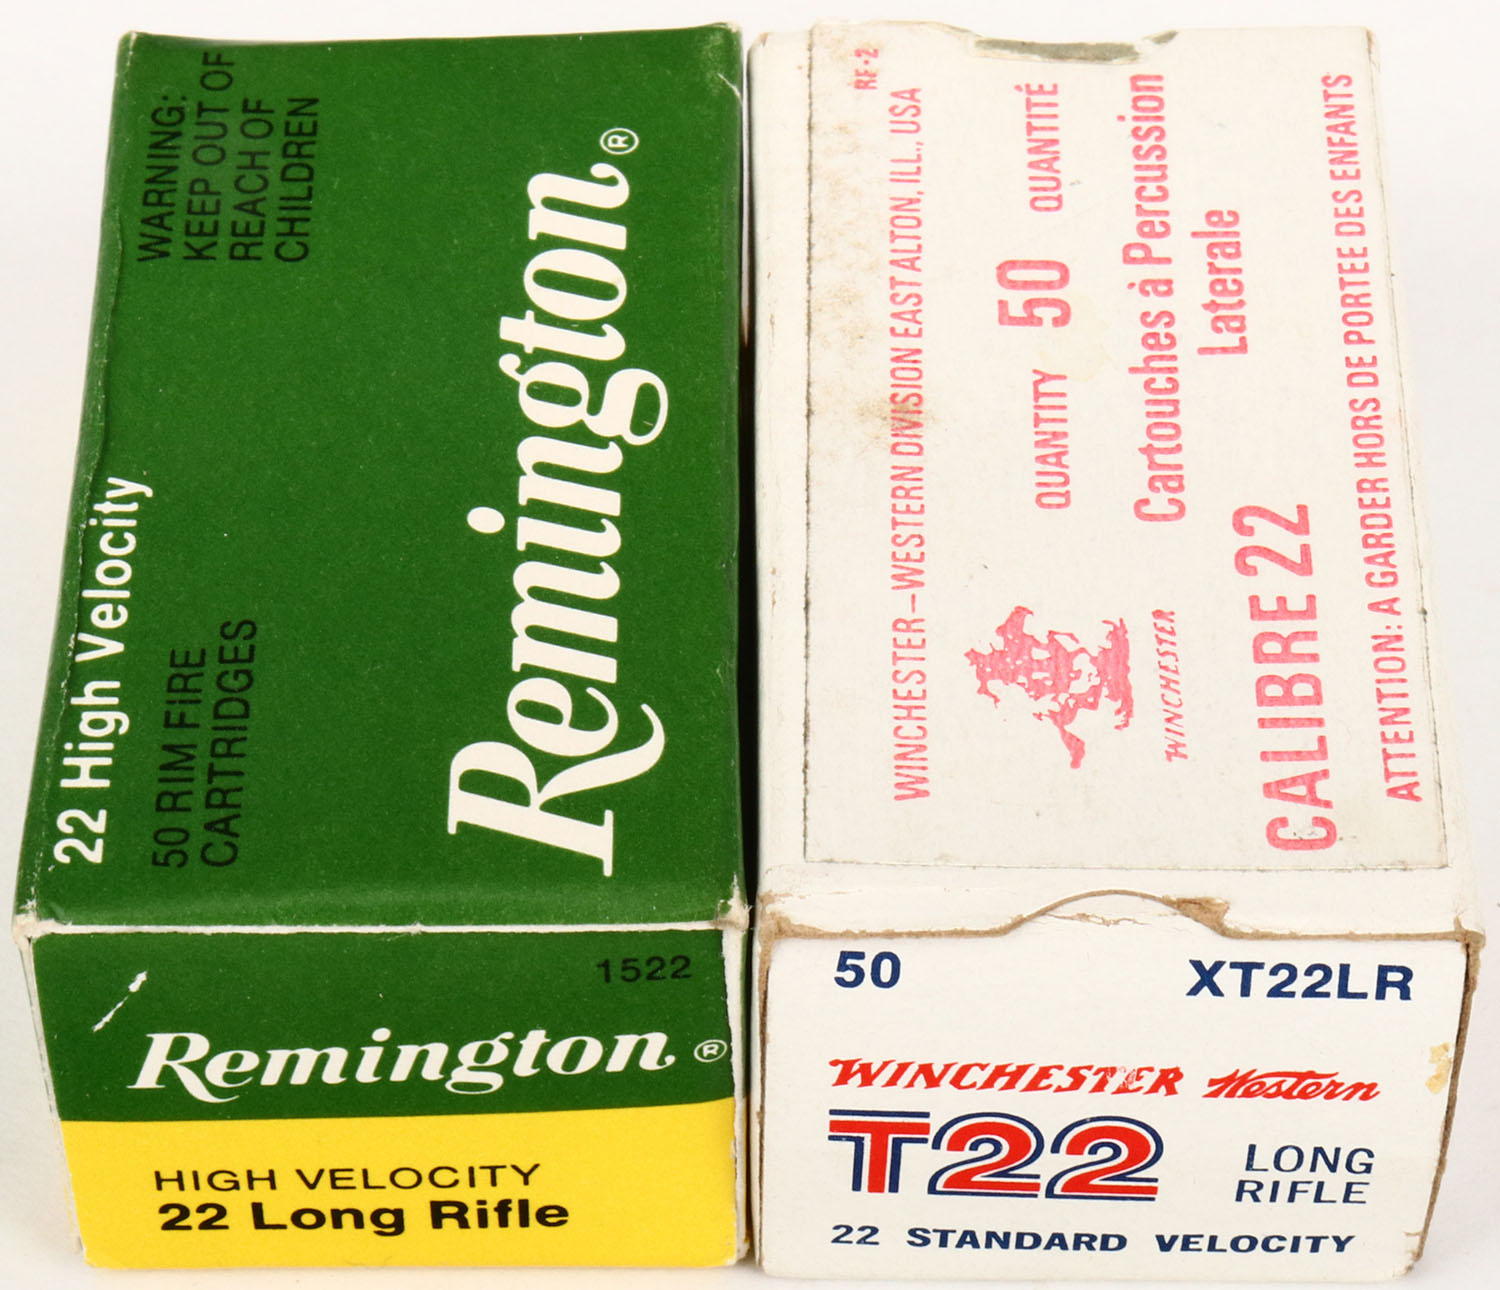 WARNING:
KEEP OUT OF
REACH OF
CHILDREN
22 High Velocity
50 RIM FIRE
CARTRIDGES
Remington®
1522
Remington®
HIGH VELOCITY
22 Long Rifle
RF-2
WINCHESTER–WESTERN DIVISION EAST ALTON, ILL., USA
QUANTITY 50 QUANTITÉ
Cartouches à Percussion
Laterale
WINCHESTER
CALIBRE 22
ATTENTION: A GARDER HORS DE PORTEE DES ENFANTS
50 XT22LR
WINCHESTER Western
T22
LONG
RIFLE
22 STANDARD VELOCITY